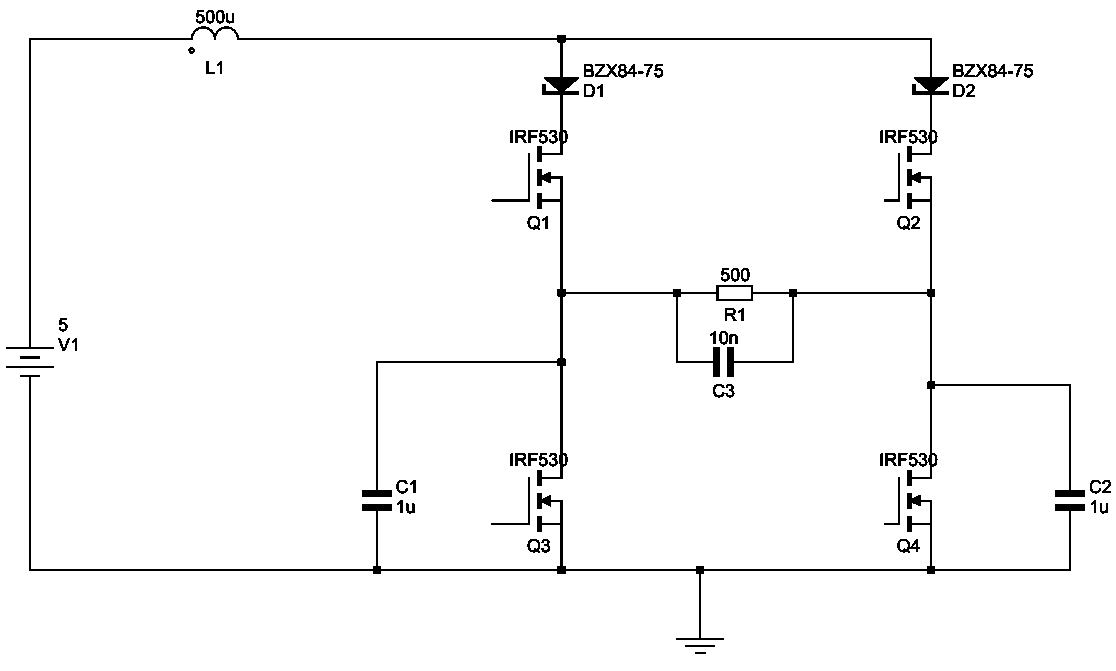 500u
L1
BZX84-75
D1
BZX84-75
D2
IRF530
Q1
IRF530
Q2
500
R1
10n
C3
5
V1
IRF530
Q3
IRF530
Q4
C1
1u
C2
1u